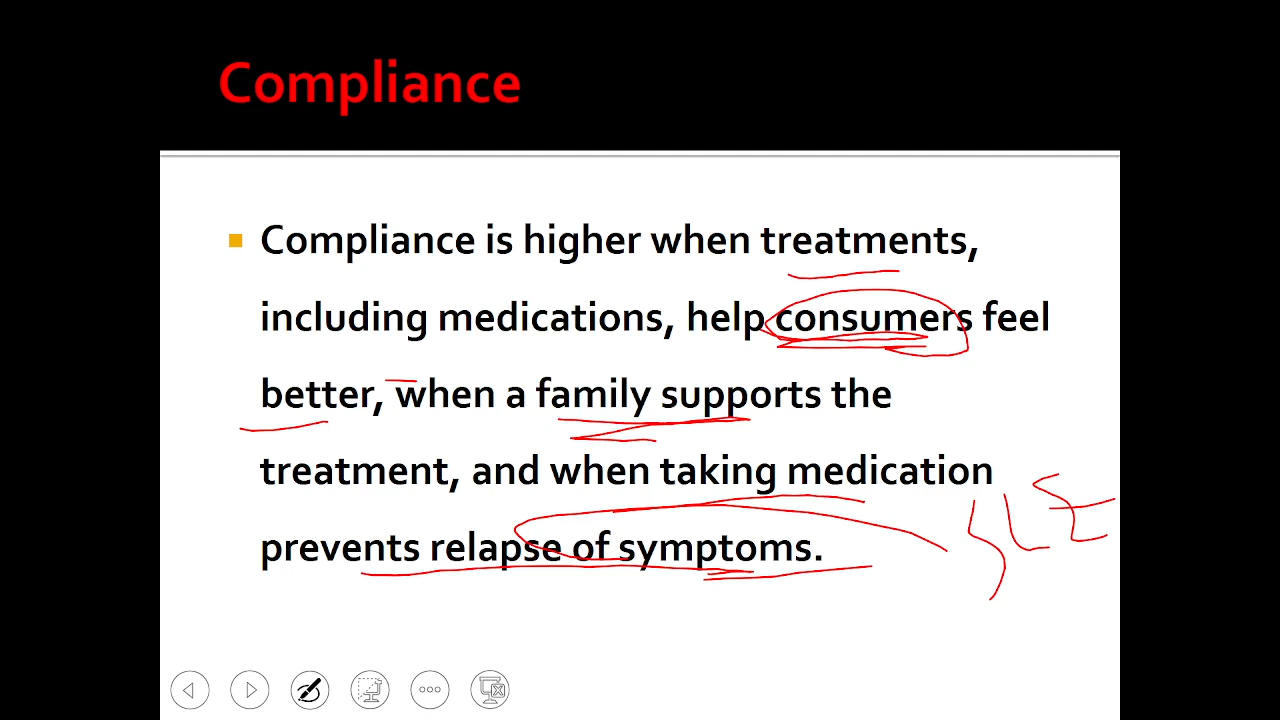 Compliance
Compliance is higher when treatments,
including medications, help consumers feel
better, when a family supports the
treatment, and when taking medication
prevents relapse of symptoms.